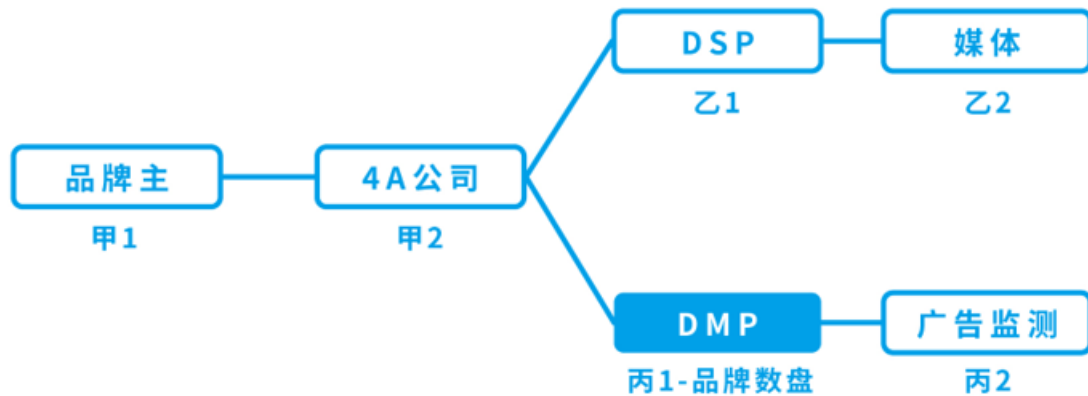 DSP
媒体
乙1
乙2
品牌主
4A公司
甲1
甲2
DMP
广告监测
丙1-品牌数盘
丙2